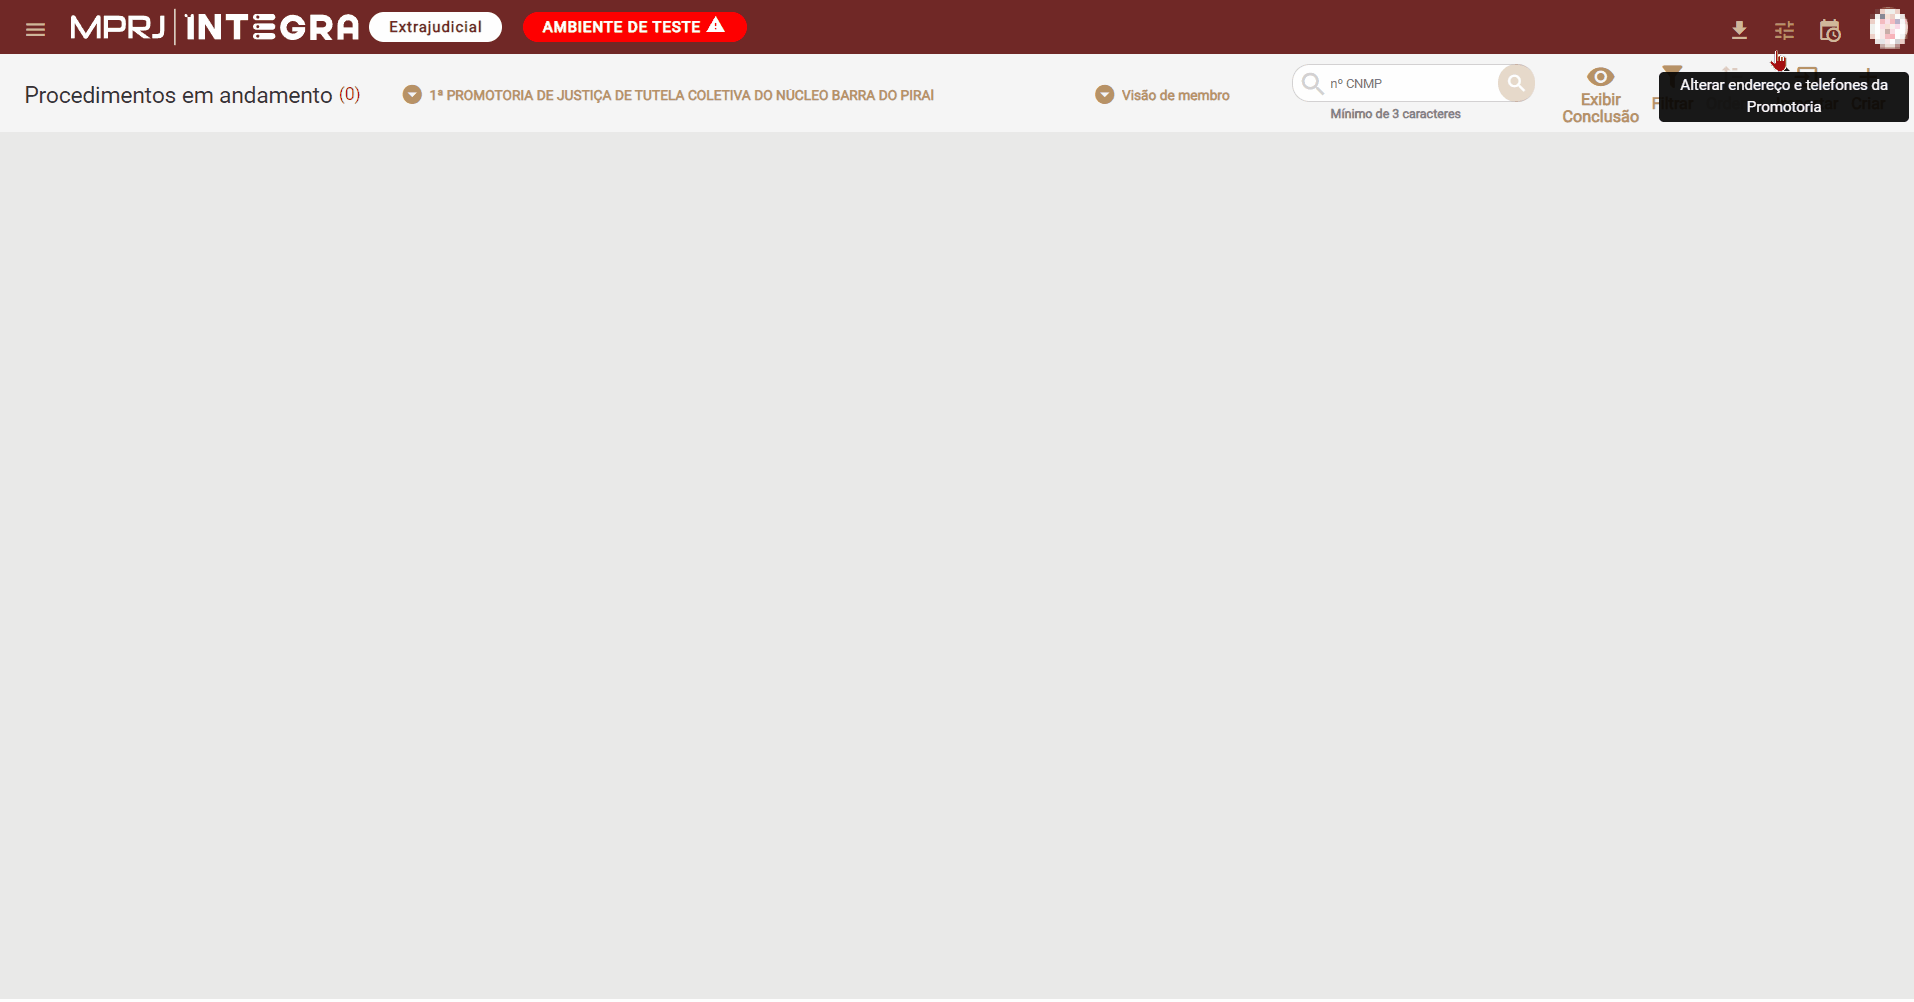 MPRJ INTEGRA Extrajudicial AMBIENTE DE TESTE
Procedimentos em andamento (0)
1ª PROMOTORIA DE JUSTIÇA DE TUTELA COLETIVA DO NÚCLEO BARRA DO PIRAÍ
Visão de membro
nº CNMP
Mínimo de 3 caracteres
Exibir
Conclusão
Filtrar
Criar
Alterar endereço e telefones da
Promotoria